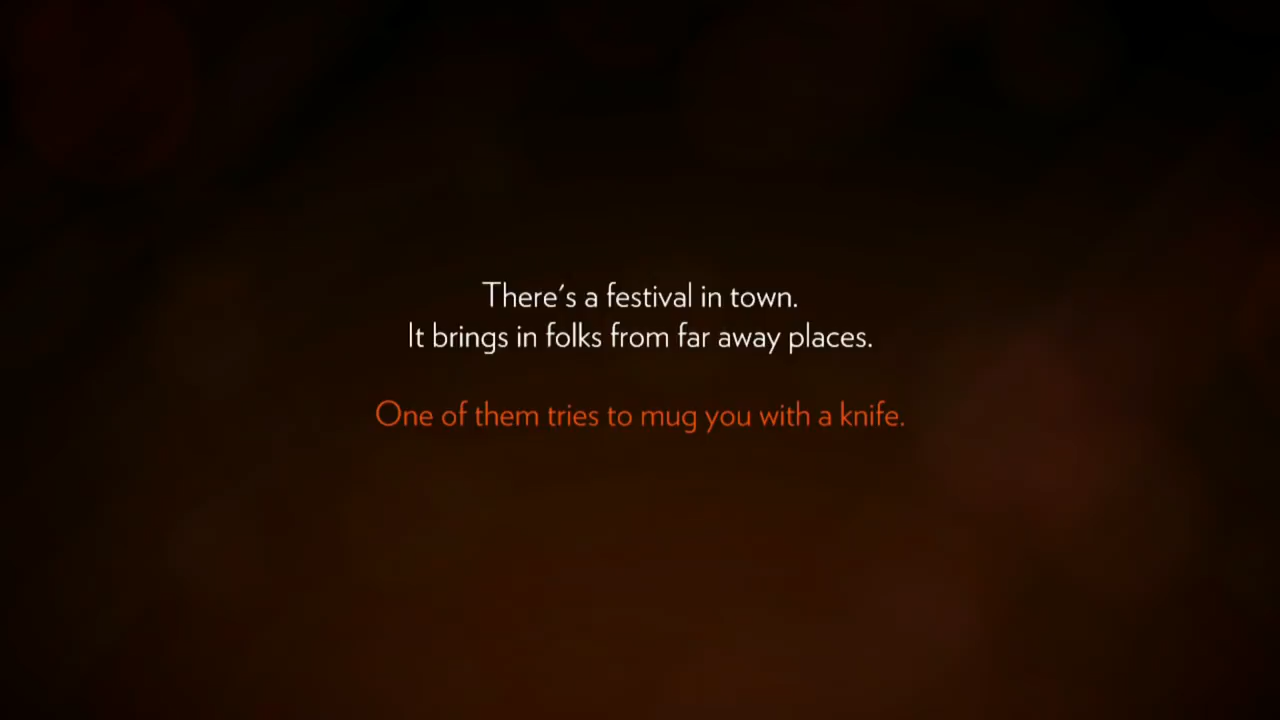 There's a festival in town.
It brings in folks from far away places.
One of them tries to mug you with a knife.